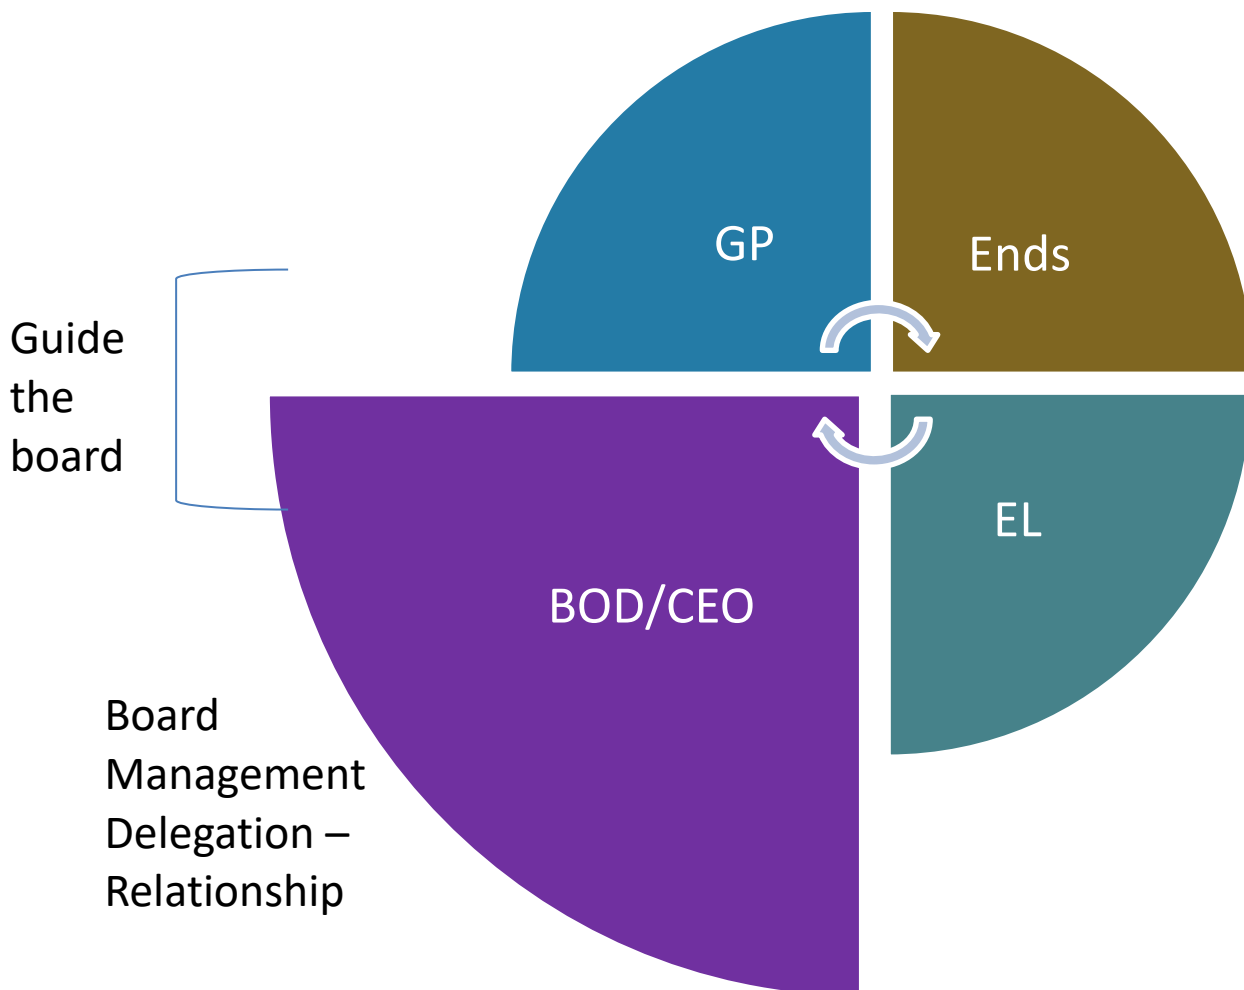 GP
Ends
Guide
the
board
EL
BOD/CEO
Board
Management
Delegation –
Relationship